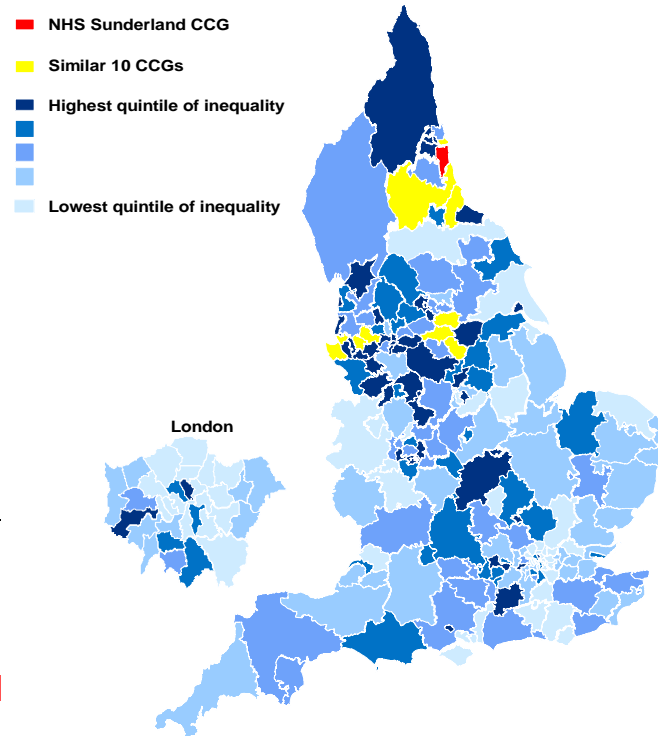 NHS Sunderland CCG
Similar 10 CCGs
Highest quintile of inequality
Lowest quintile of inequality
London